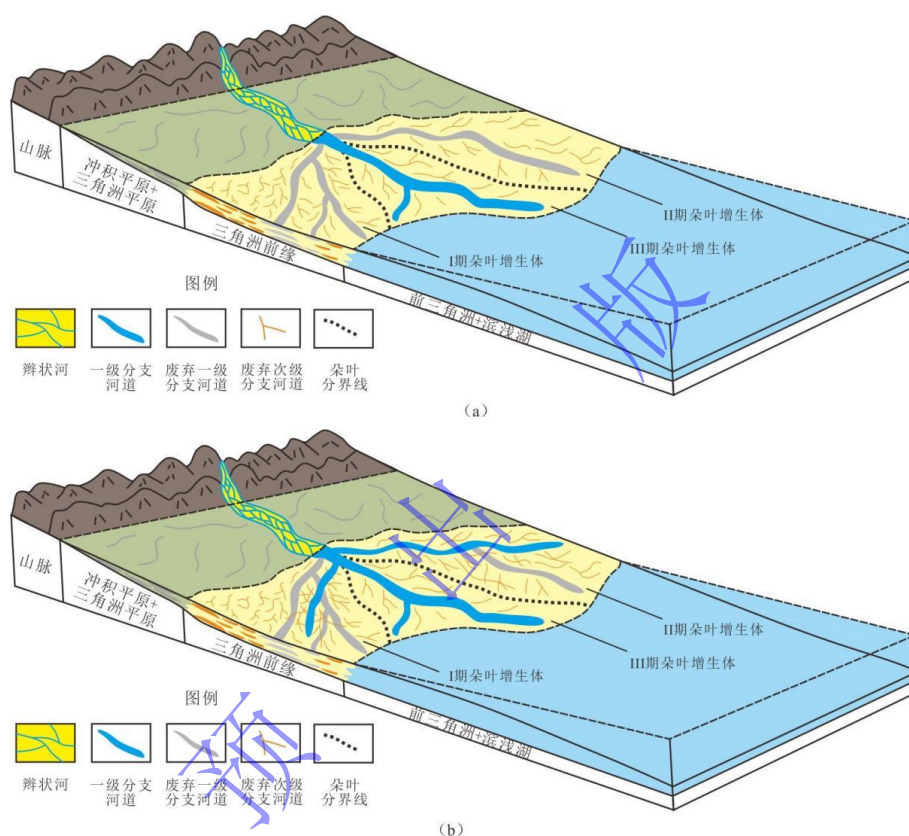 山脉
冲积平原+
三角洲平原
三角洲前缘
前三角洲+滨浅湖
II期朵叶增生体
III期朵叶增生体
I期朵叶增生体
图例
辫状河
一级分支
河道
废弃一级
分支河道
废弃次级
分支河道
朵叶
分界线
(a)
版
山脉
冲积平原+
三角洲平原
三角洲前缘
前三角洲+滨浅湖
II期朵叶增生体
III期朵叶增生体
I期朵叶增生体
图例
辫状河
一级分支
河道
废弃一级
分支河道
废弃次级
分支河道
朵叶
分界线
(b)
出
预